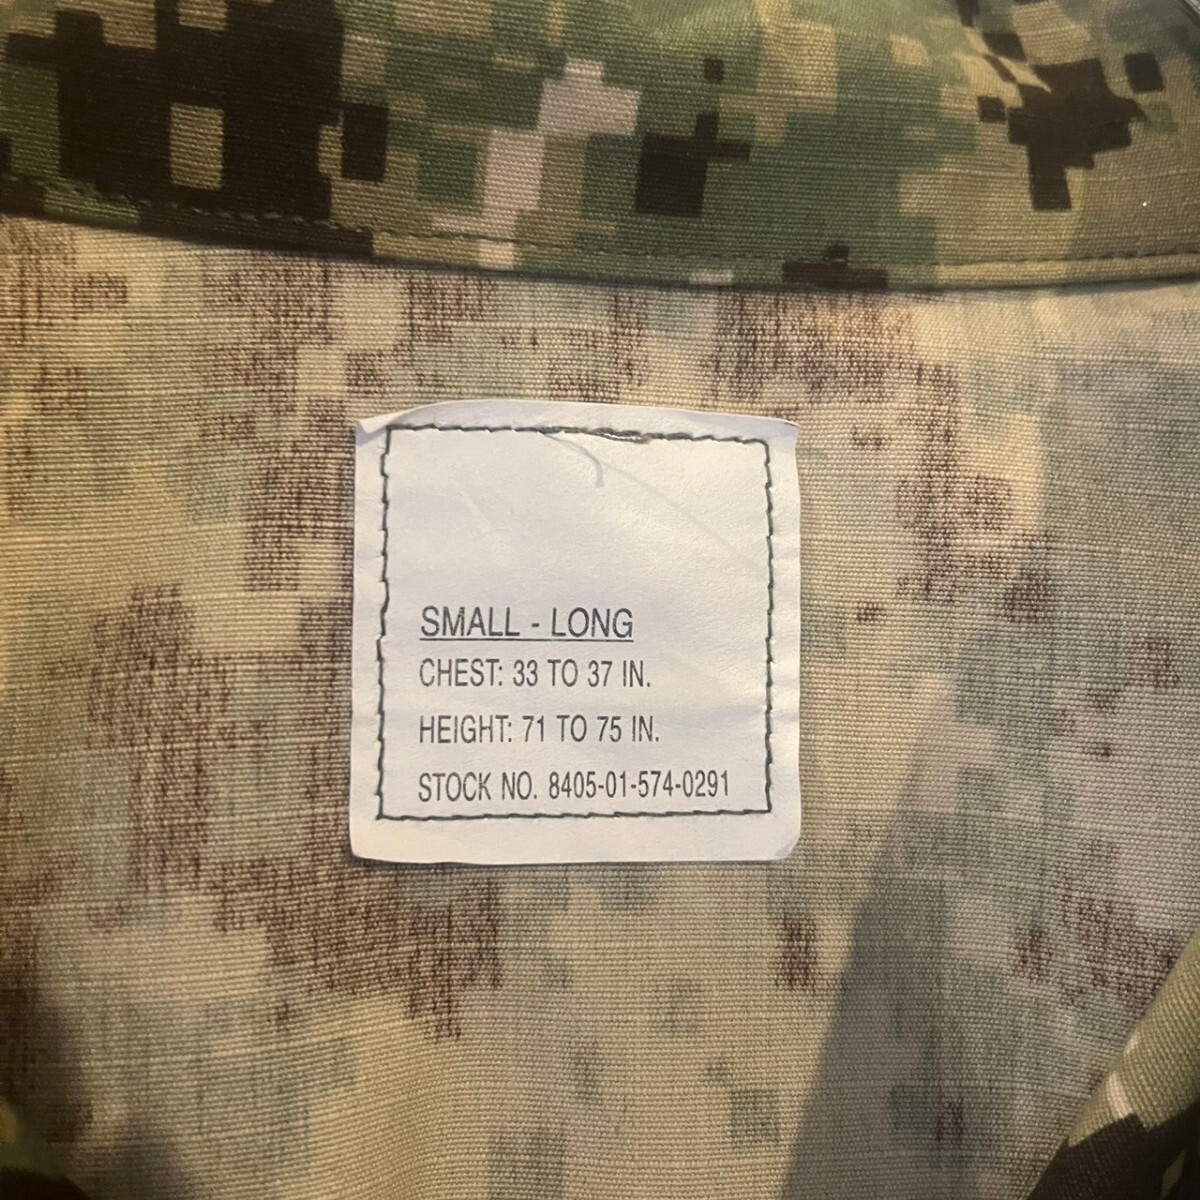 SMALL - LONG
CHEST: 33 TO 37 IN.
HEIGHT: 71 TO 75 IN.
STOCK NO. 8405-01-574-0291